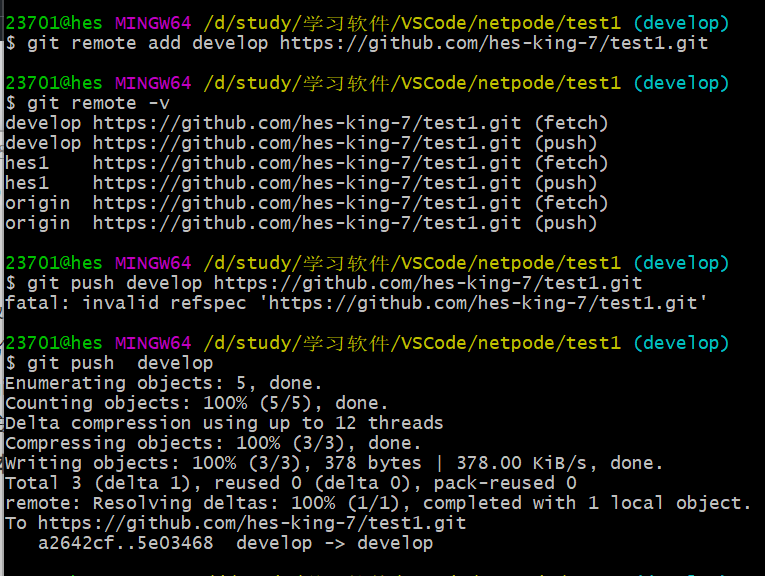 23701@hes MINGW64 /d/study/学习软件/VSCode/netpode/test1 (develop)
$ git remote add develop https://github.com/hes-king-7/test1.git
23701@hes MINGW64 /d/study/学习软件/VSCode/netpode/test1 (develop)
$ git remote -v
develop https://github.com/hes-king-7/test1.git (fetch)
develop https://github.com/hes-king-7/test1.git (push)
hes1    https://github.com/hes-king-7/test1.git (fetch)
hes1    https://github.com/hes-king-7/test1.git (push)
origin  https://github.com/hes-king-7/test1.git (fetch)
origin  https://github.com/hes-king-7/test1.git (push)
23701@hes MINGW64 /d/study/学习软件/VSCode/netpode/test1 (develop)
$ git push develop https://github.com/hes-king-7/test1.git
fatal: invalid refspec 'https://github.com/hes-king-7/test1.git'
23701@hes MINGW64 /d/study/学习软件/VSCode/netpode/test1 (develop)
$ git push  develop
Enumerating objects: 5, done.
Counting objects: 100% (5/5), done.
Delta compression using up to 12 threads
Compressing objects: 100% (3/3), done.
Writing objects: 100% (3/3), 378 bytes | 378.00 KiB/s, done.
Total 3 (delta 1), reused 0 (delta 0), pack-reused 0
remote: Resolving deltas: 100% (1/1), completed with 1 local object.
To https://github.com/hes-king-7/test1.git
   a2642cf..5e03468  develop -> develop